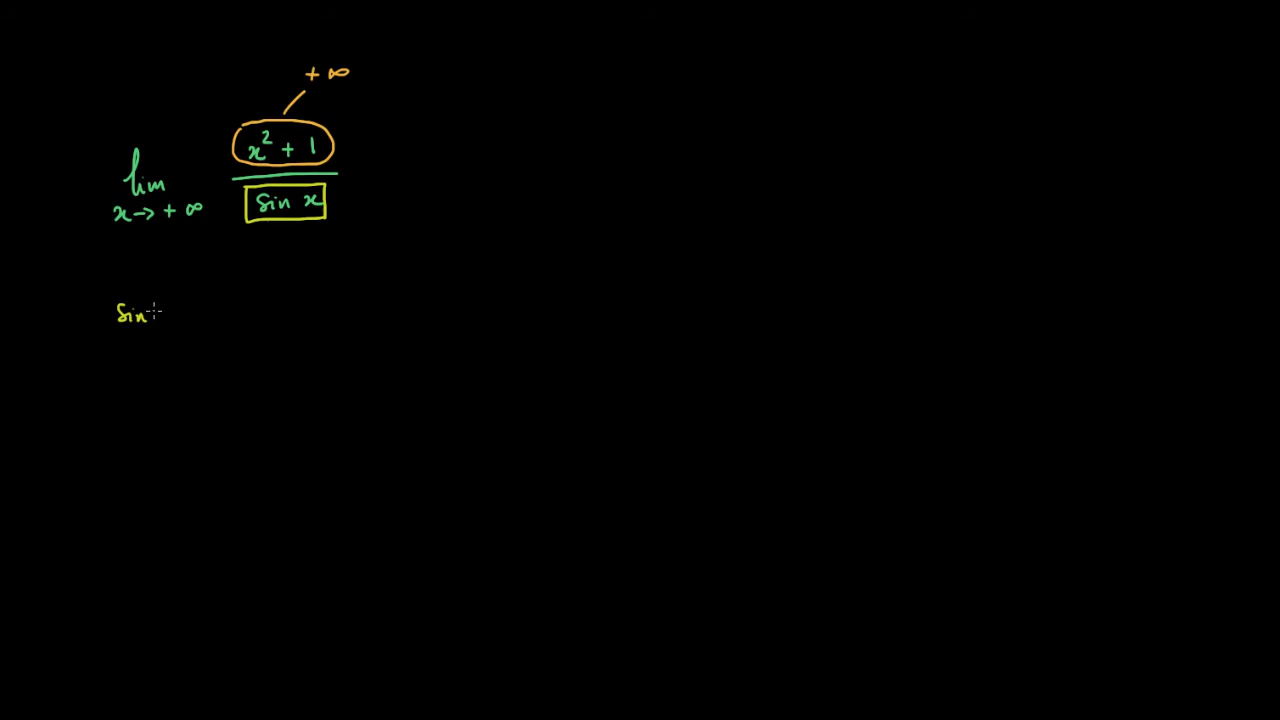 + ∞
x² + 1
lim
x → + ∞
sin x
sin